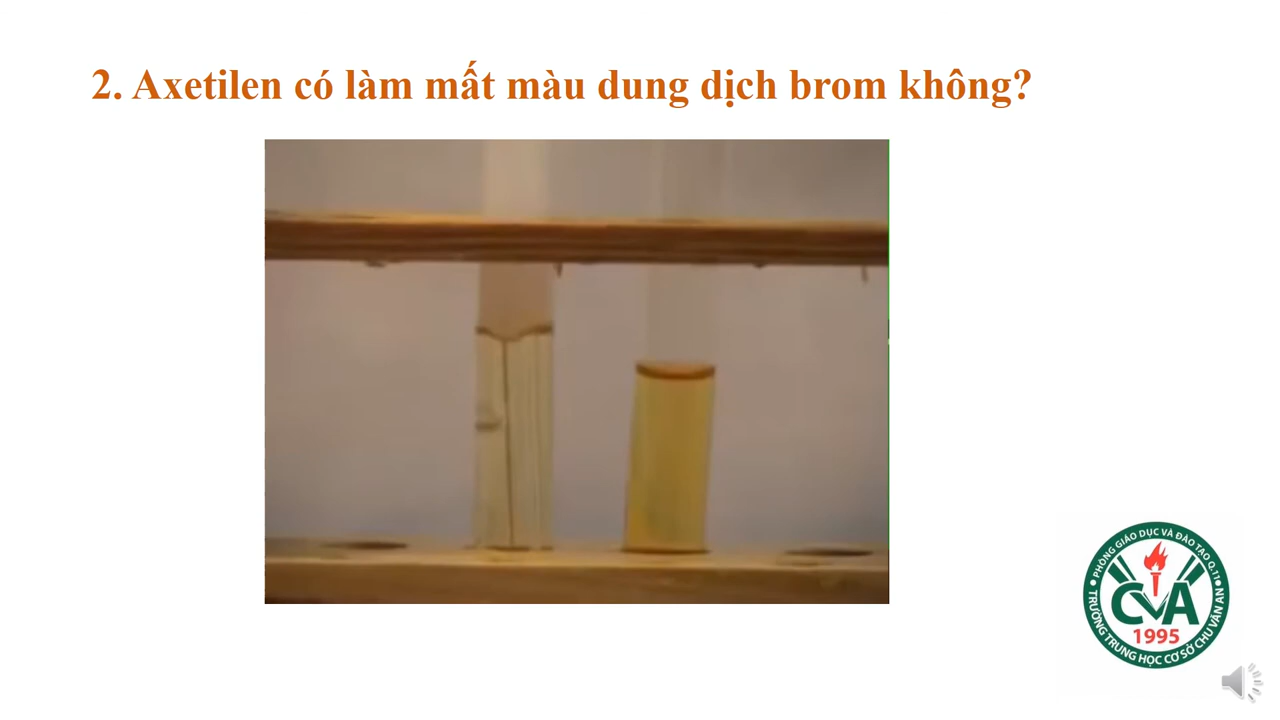 2. Axetilen có làm mất màu dung dịch brom không?
PHÒNG GIÁO DỤC VÀ ĐÀO TẠO Q.11
CVA
1995
TRƯỜNG TRUNG HỌC CƠ SỞ CHU VĂN AN